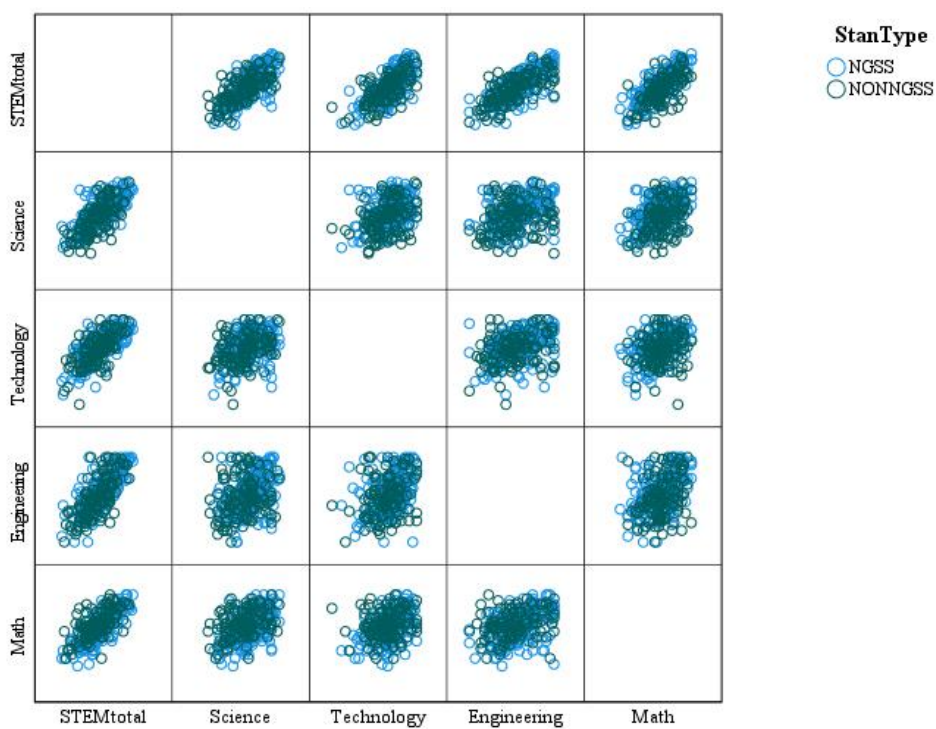 StanType
NGSS
NONNGSS
STEMtotal
Science
Technology
Engineering
Math
STEMtotal
Science
Technology
Engineering
Math